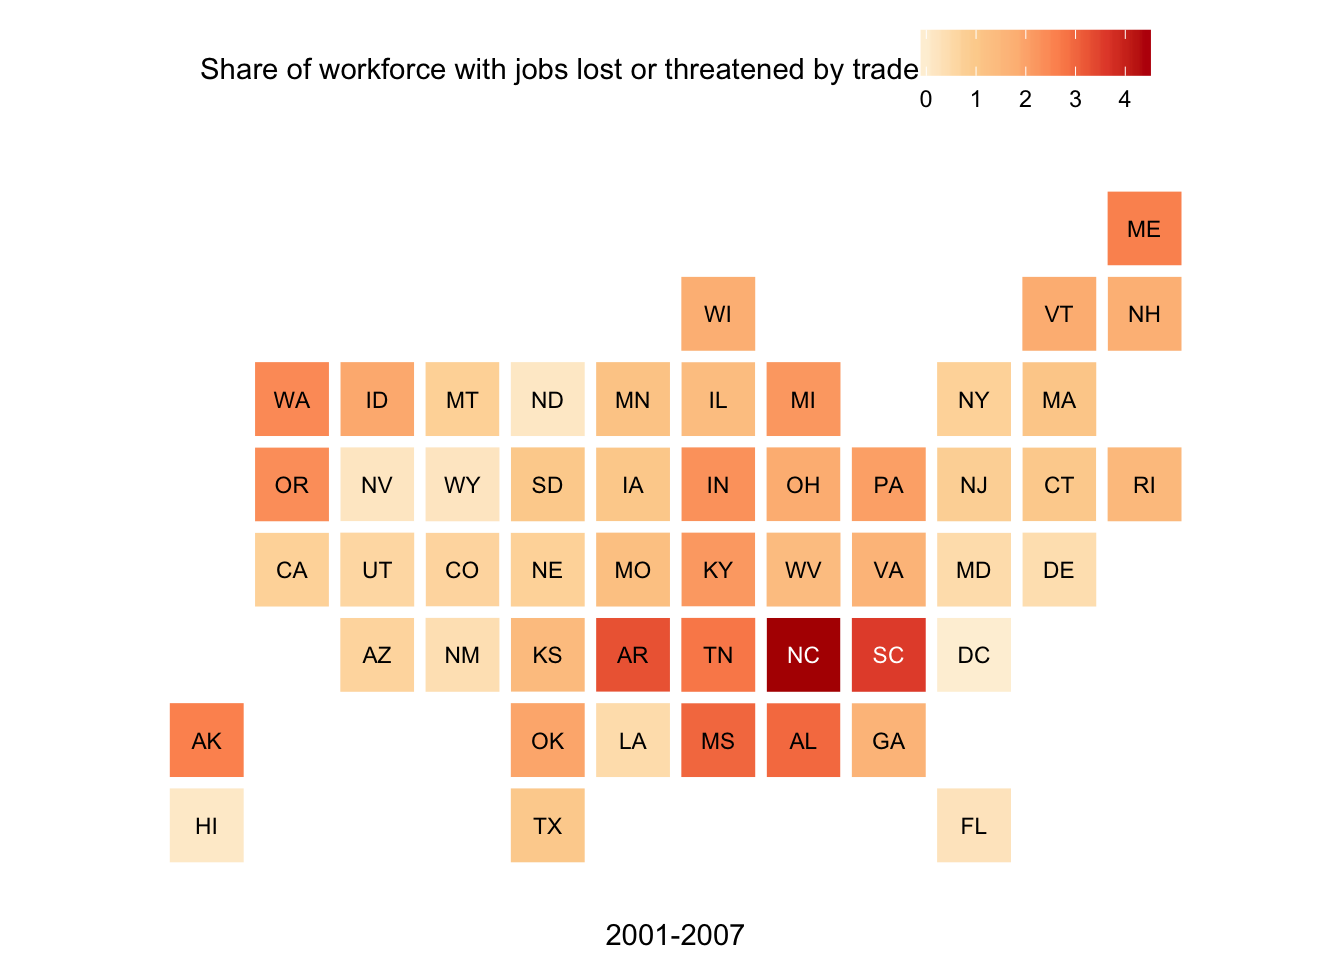 Share of workforce with jobs lost or threatened by trade
0 1 2 3 4
ME
WI VT NH
WA ID MT ND MN IL MI NY MA
OR NV WY SD IA IN OH PA NJ CT RI
CA UT CO NE MO KY WV VA MD DE
AZ NM KS AR TN NC SC DC
AK OK LA MS AL GA
HI TX FL
2001-2007